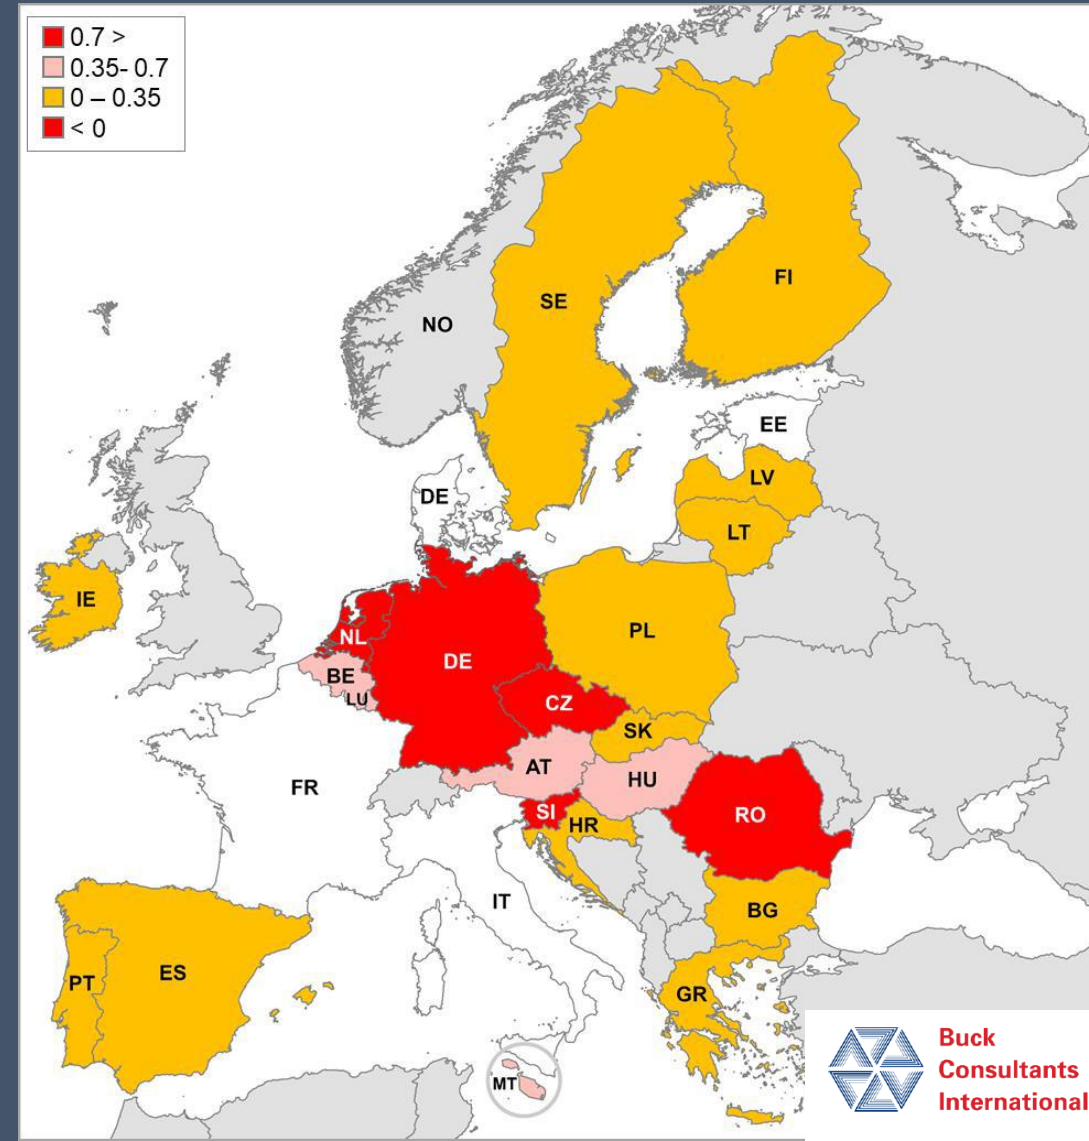 0.7 >
0.35- 0.7
0 – 0.35
< 0
FI
SE
NO
EE
LV
DE
LT
IE
PL
NL
DE
BE
LU
CZ
SK
AT
HU
FR
SI
HR
RO
IT
BG
ES
PT
GR
MT
Buck
Consultants
International